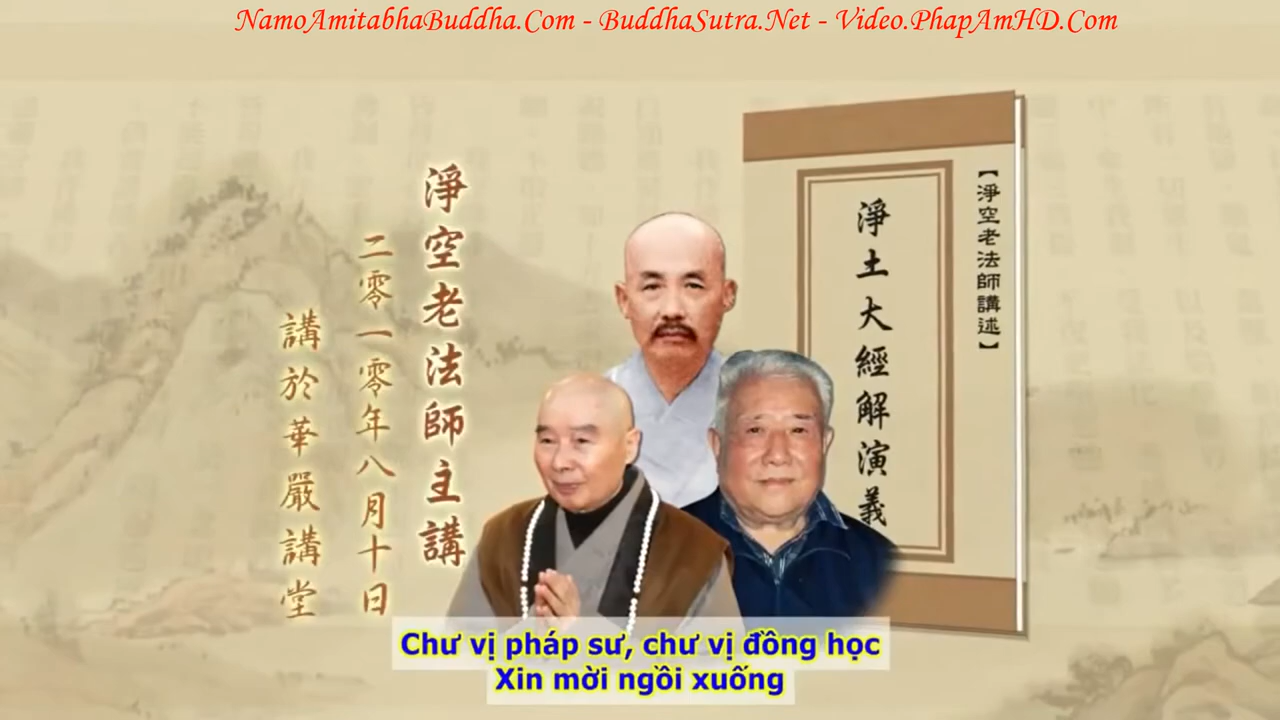 NamoAmitabhaBuddha.Com - BuddhaSutra.Net - Video.PhapAmHD.Com
【淨空老法師講述】
淨土大經解演義
淨空老法師主講
二零一零年八月十日
講於華嚴講堂
Chư vị pháp sư, chư vị đồng học
Xin mời ngồi xuống